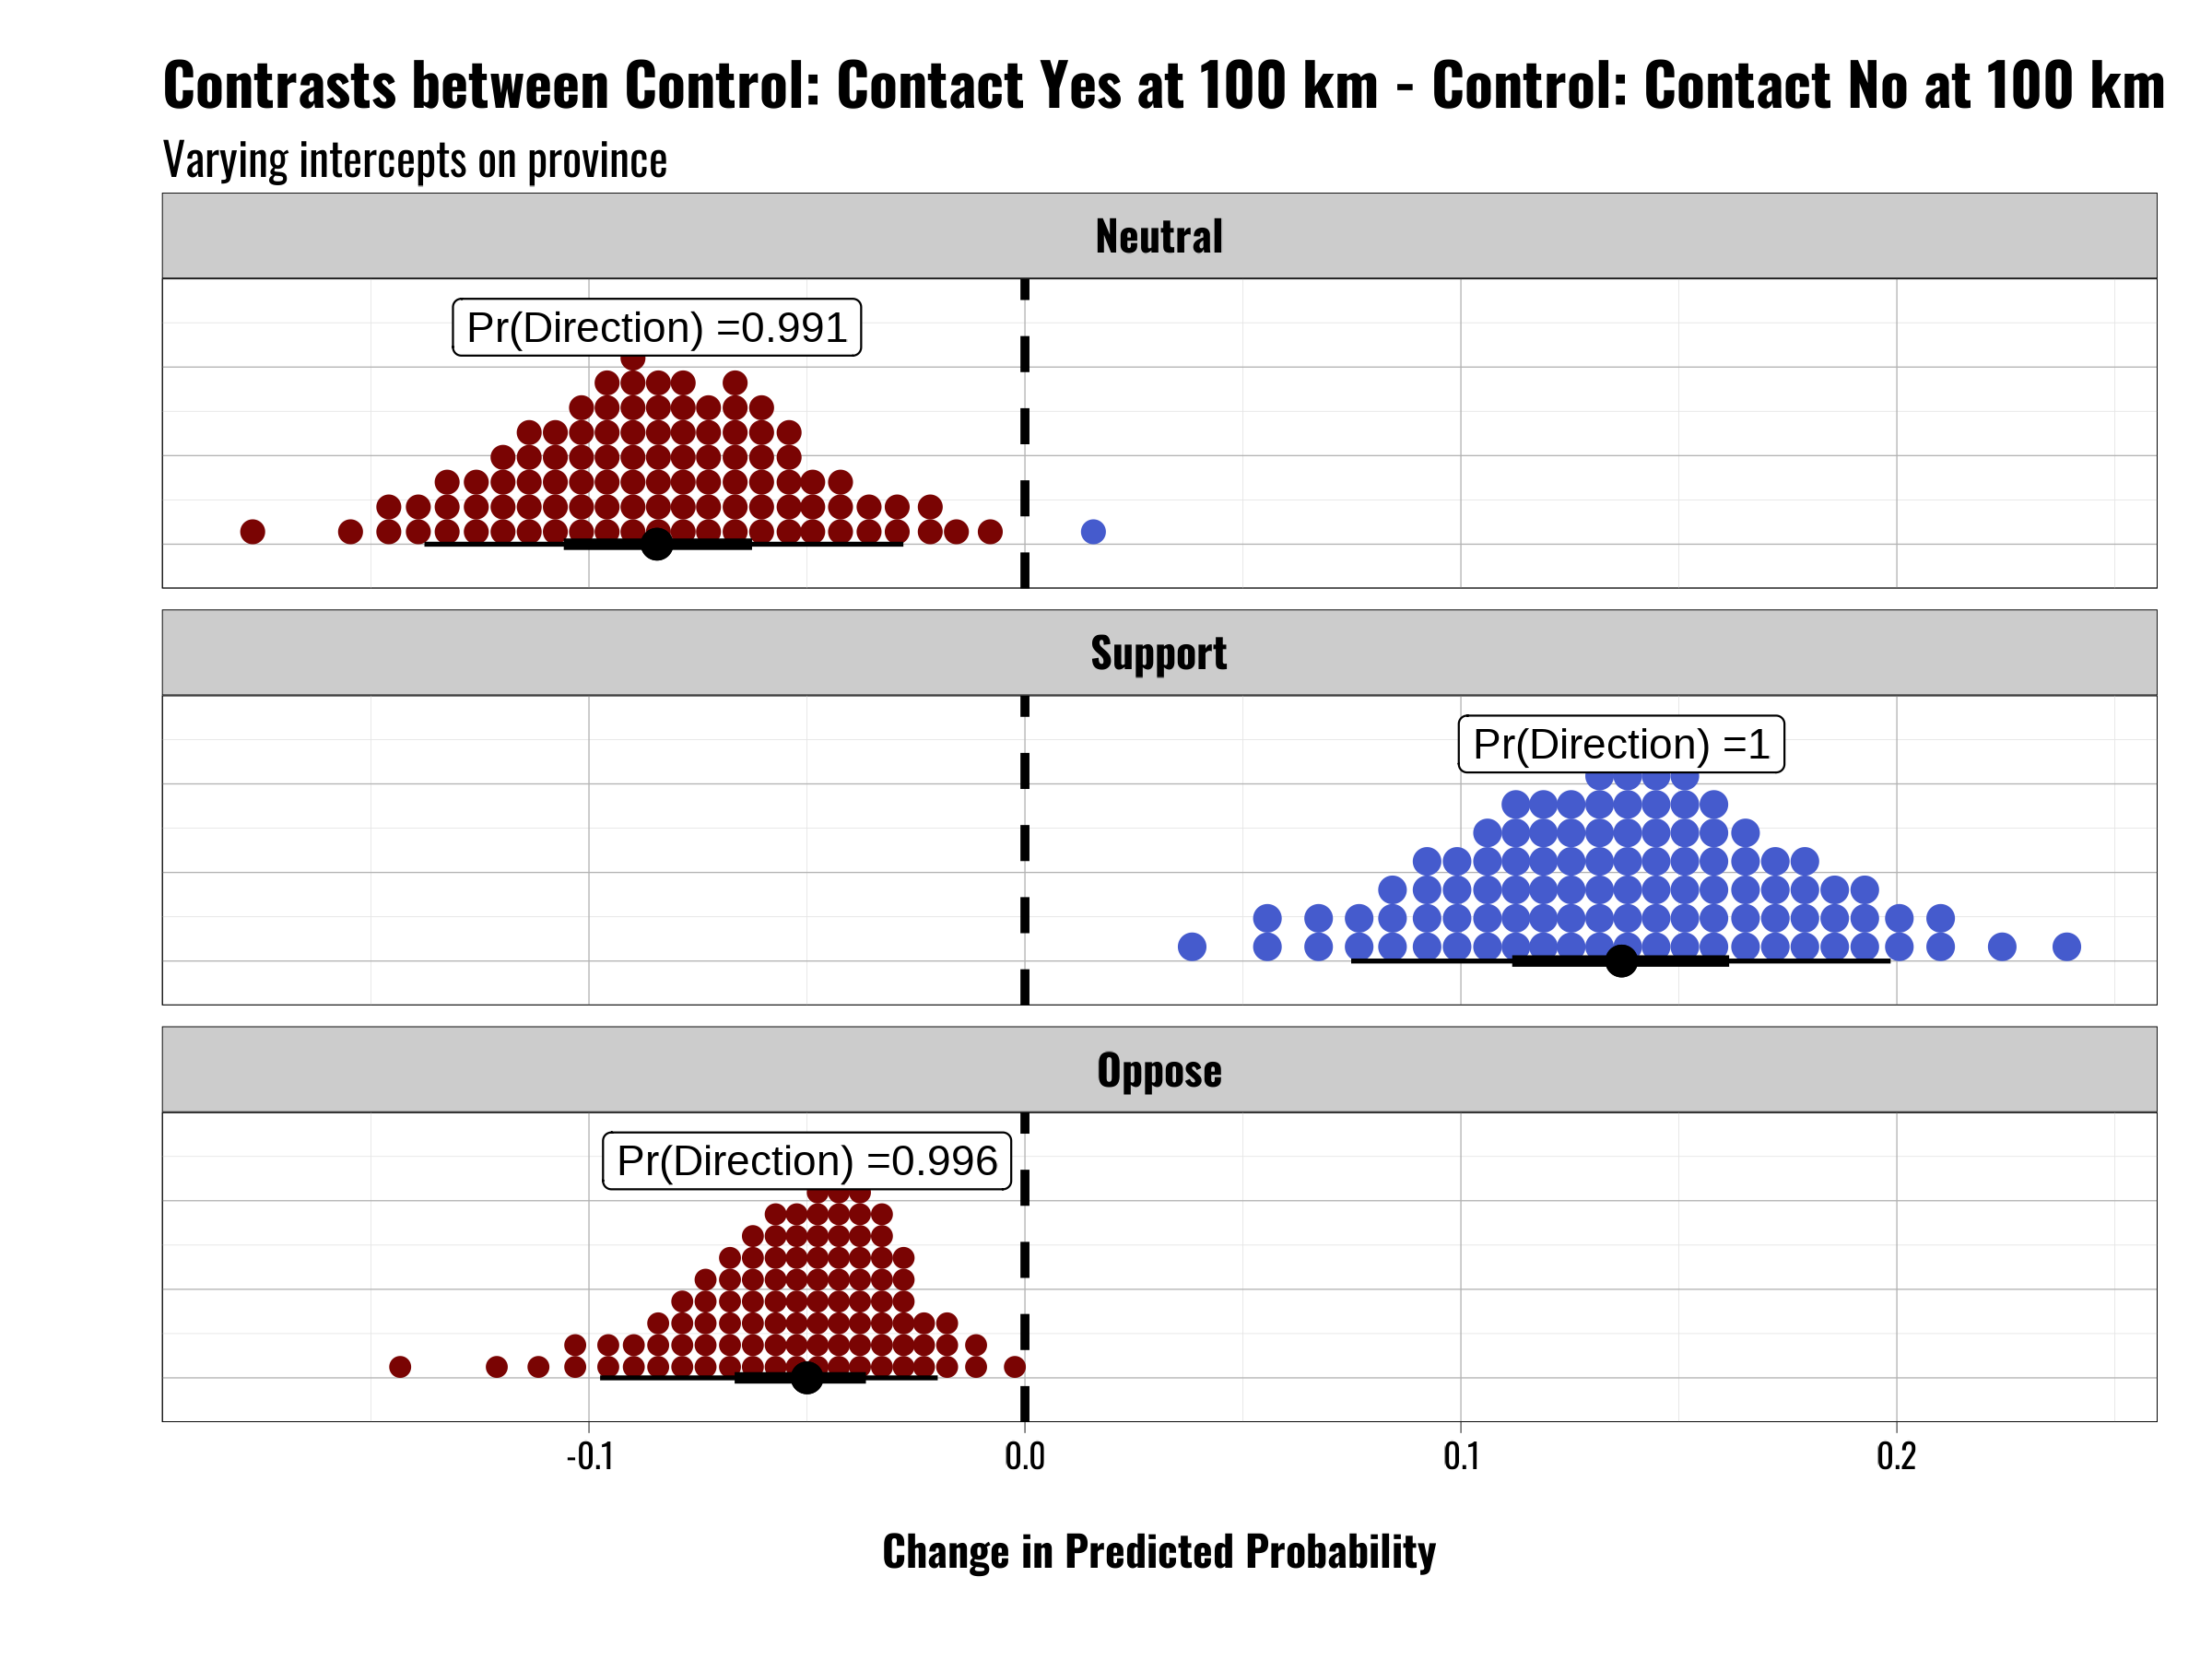 Contrasts between Control: Contact Yes at 100 km - Control: Contact No at 100 km
Varying intercepts on province
Neutral
Pr(Direction) =0.991
Support
Pr(Direction) =1
Oppose
Pr(Direction) =0.996
-0.1 0.0 0.1 0.2
Change in Predicted Probability